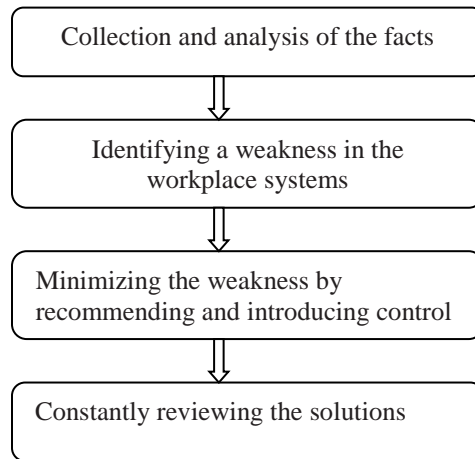 Collection and analysis of the facts
Identifying a weakness in the
workplace systems
Minimizing the weakness by
recommending and introducing control
Constantly reviewing the solutions